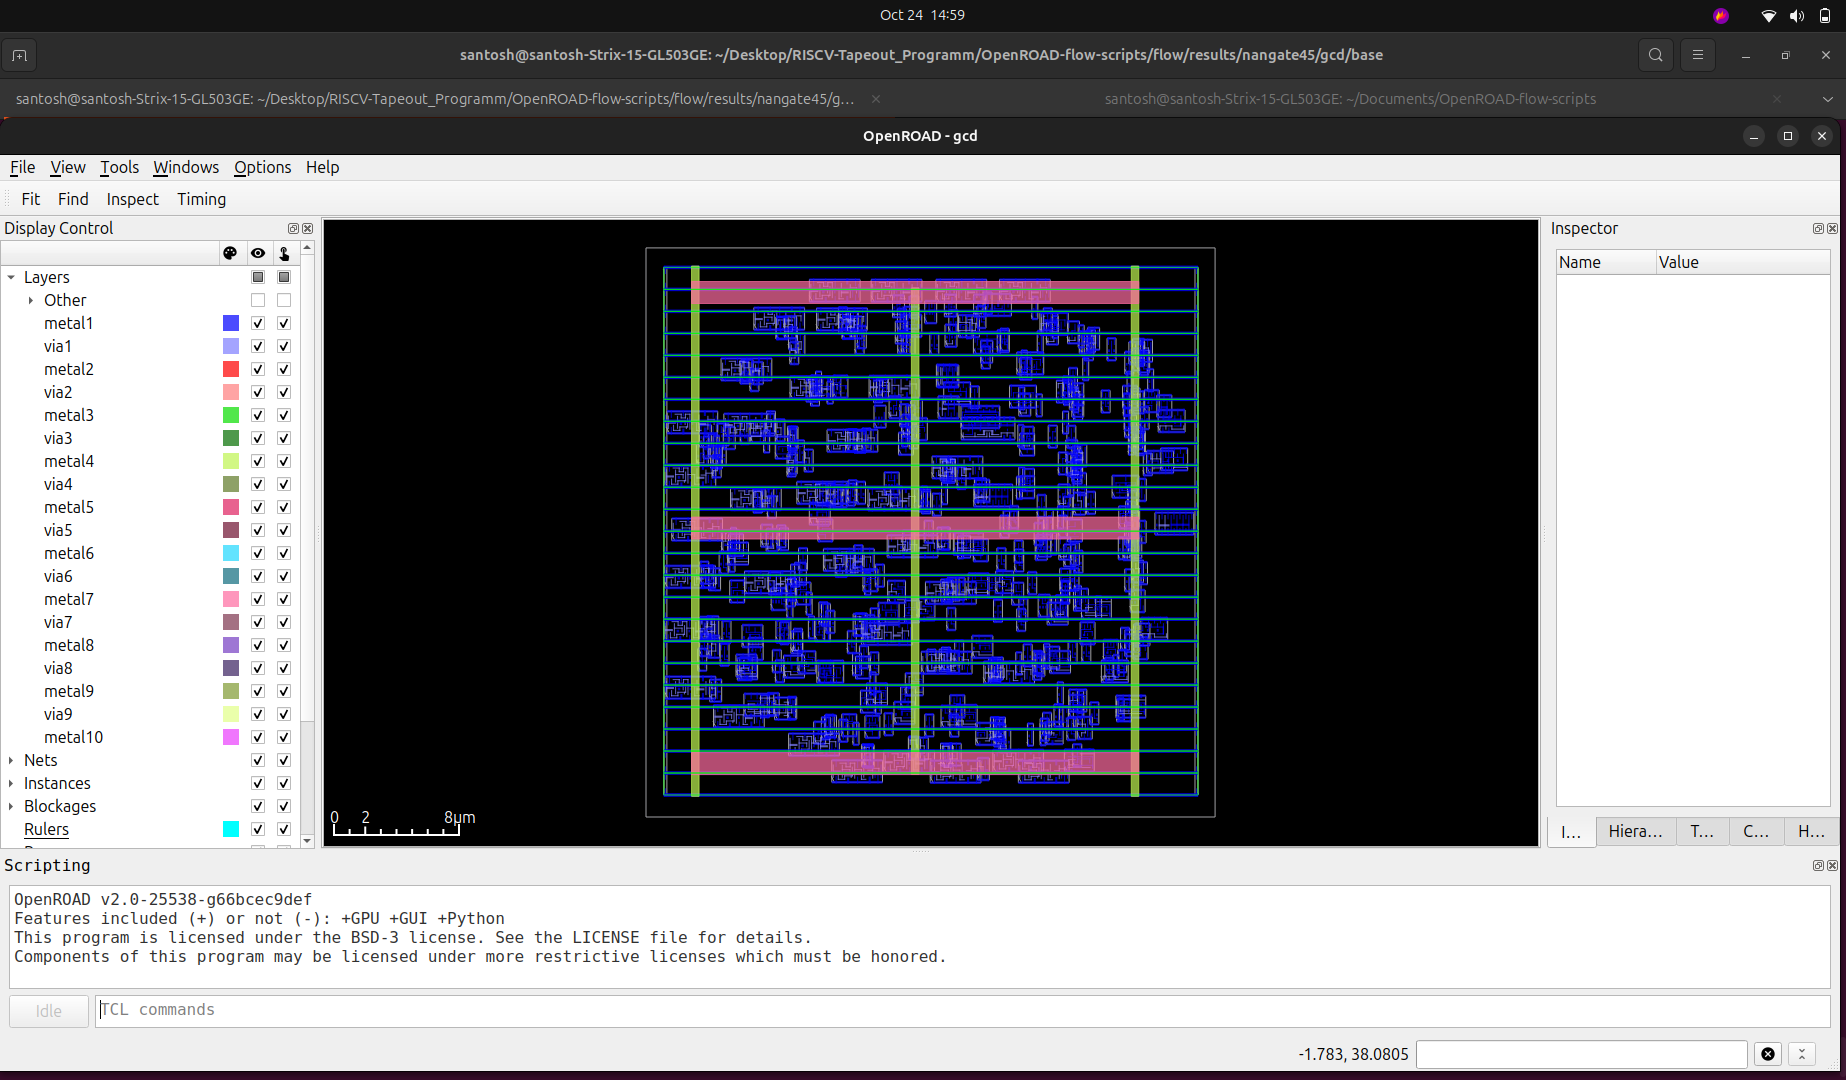 Oct 24 14:59
santosh@santosh-Strix-15-GL503GE: ~/Desktop/RISCV-Tapeout_Programm/OpenROAD-flow-scripts/flow/results/nangate45/gcd/base
santosh@santosh-Strix-15-GL503GE: ~/Desktop/RISCV-Tapeout_Programm/OpenROAD-flow-scripts/flow/results/nangate45/g...
santosh@santosh-Strix-15-GL503GE: ~/Documents/OpenROAD-flow-scripts
OpenROAD - gcd
File View Tools Windows Options Help
Fit Find Inspect Timing
Display Control
Layers
Other
metal1
via1
metal2
via2
metal3
via3
metal4
via4
metal5
via5
metal6
via6
metal7
via7
metal8
via8
metal9
via9
metal10
Nets
Instances
Blockages
Rulers
0 2 8μm
Inspector
Name Value
I... Hiera... T... C... H...
Scripting
OpenROAD v2.0-25538-g66bcec9def
Features included (+) or not (-): +GPU +GUI +Python
This program is licensed under the BSD-3 license. See the LICENSE file for details.
Components of this program may be licensed under more restrictive licenses which must be honored.
Idle TCL commands
-1.783, 38.0805